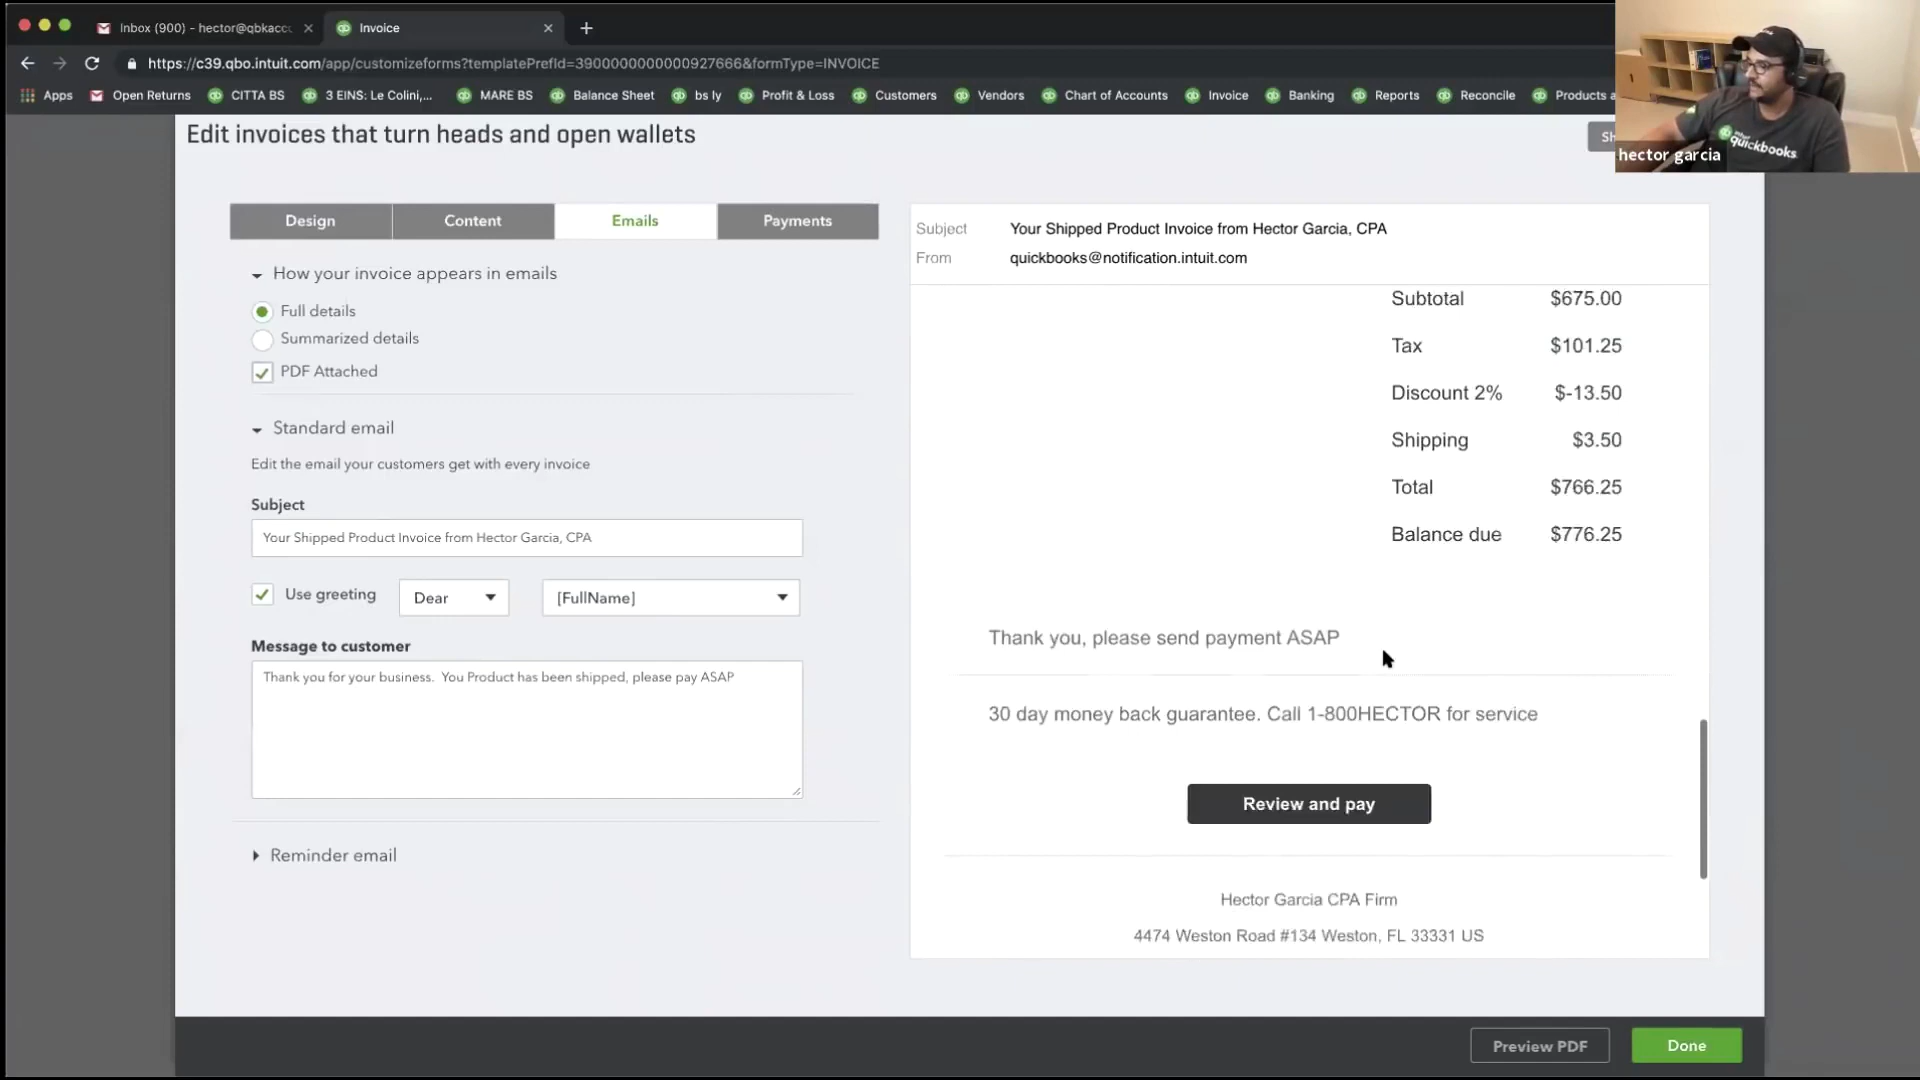 Inbox (900) - hector@qbkacc
Invoice
https://c39.qbo.intuit.com/app/customizeforms?templatePrefId=3900000000000927666&formType=INVOICE
Apps
Open Returns
CITTA BS
3 EINS: Le Colini,...
MARE BS
Balance Sheet
bs ly
Profit & Loss
Customers
Vendors
Chart of Accounts
Invoice
Banking
Reports
Reconcile
Products a
intuit
quickbooks.
hector garcia
Edit invoices that turn heads and open wallets
Design
Content
Emails
Payments
How your invoice appears in emails
Full details
Summarized details
PDF Attached
Standard email
Edit the email your customers get with every invoice
Subject
Your Shipped Product Invoice from Hector Garcia, CPA
Use greeting
Dear
[FullName]
Message to customer
Thank you for your business.  You Product has been shipped, please pay ASAP
Reminder email
Subject Your Shipped Product Invoice from Hector Garcia, CPA
From quickbooks@notification.intuit.com
Subtotal $675.00
Tax $101.25
Discount 2% $-13.50
Shipping $3.50
Total $766.25
Balance due $776.25
Thank you, please send payment ASAP
30 day money back guarantee. Call 1-800HECTOR for service
Review and pay
Hector Garcia CPA Firm
4474 Weston Road #134 Weston, FL 33331 US
Preview PDF
Done